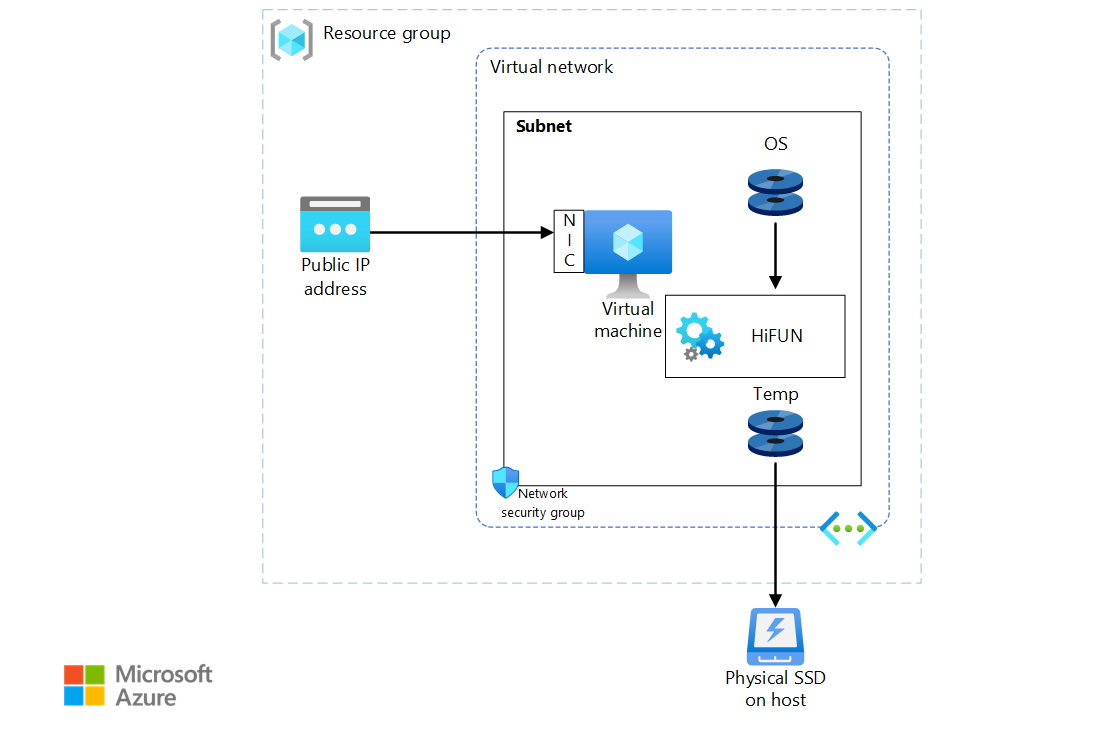 Resource group
Virtual network
Subnet
OS
N
I
C
Public IP
address
Virtual
machine
HiFUN
Temp
Network
security group
Physical SSD
on host
Microsoft
Azure